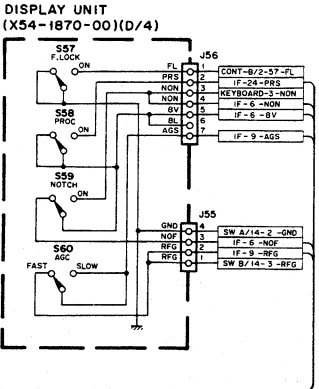 DISPLAY UNIT
(X54-1870-00)(D/4)
S57
F.LOCK
ON
S58
PROC
ON
S59
NOTCH
ON
S60
AGC
FAST SLOW
J56
FL 1 CONT-B/2-57-FL
PRS 2 IF-24-PRS
NON 3 KEYBOARD-3-NON
NON 4 IF-6-NON
8V 5 IF-6-8V
8L 6
AGS 7 IF-9-AGS
J55
GND 4 SW A/14-2-GND
NOF 3 IF-6-NOF
RFG 2 IF-9-RFG
RFG 1 SW B/14-3-RFG